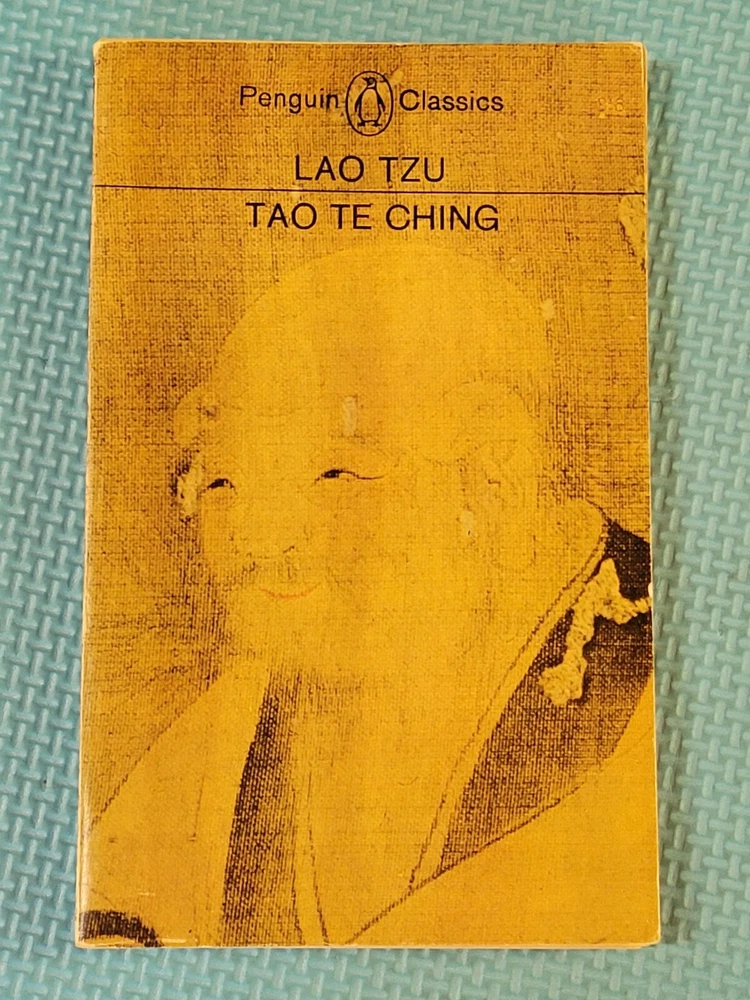 Penguin Classics
LAO TZU
TAO TE CHING